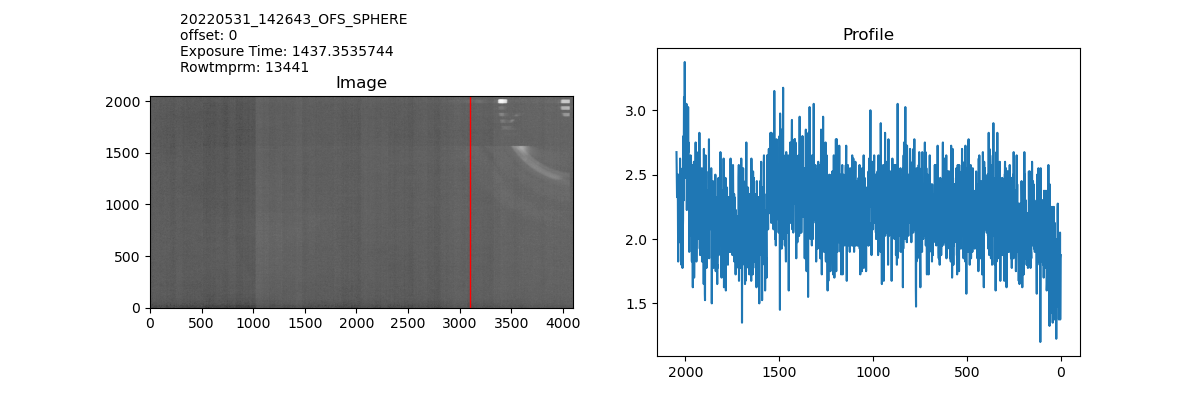 20220531_142643_OFS_SPHERE
offset: 0
Exposure Time: 1437.3535744
Rowtmprm: 13441
Image
2000
1500
1000
500
0
0 500 1000 1500 2000 2500 3000 3500 4000
Profile
3.0
2.5
2.0
1.5
2000 1500 1000 500 0